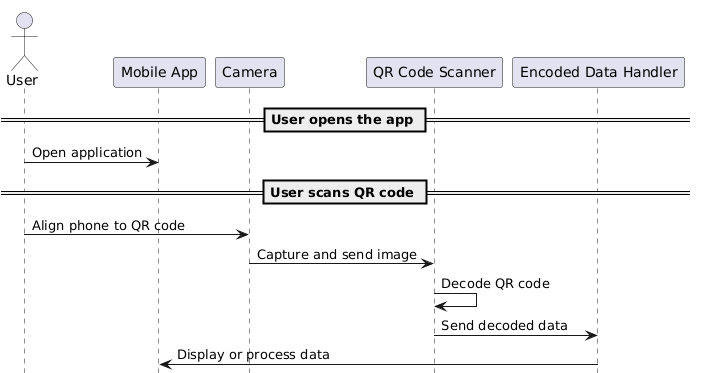 User
Mobile App
Camera
QR Code Scanner
Encoded Data Handler
User opens the app
Open application
User scans QR code
Align phone to QR code
Capture and send image
Decode QR code
Send decoded data
Display or process data